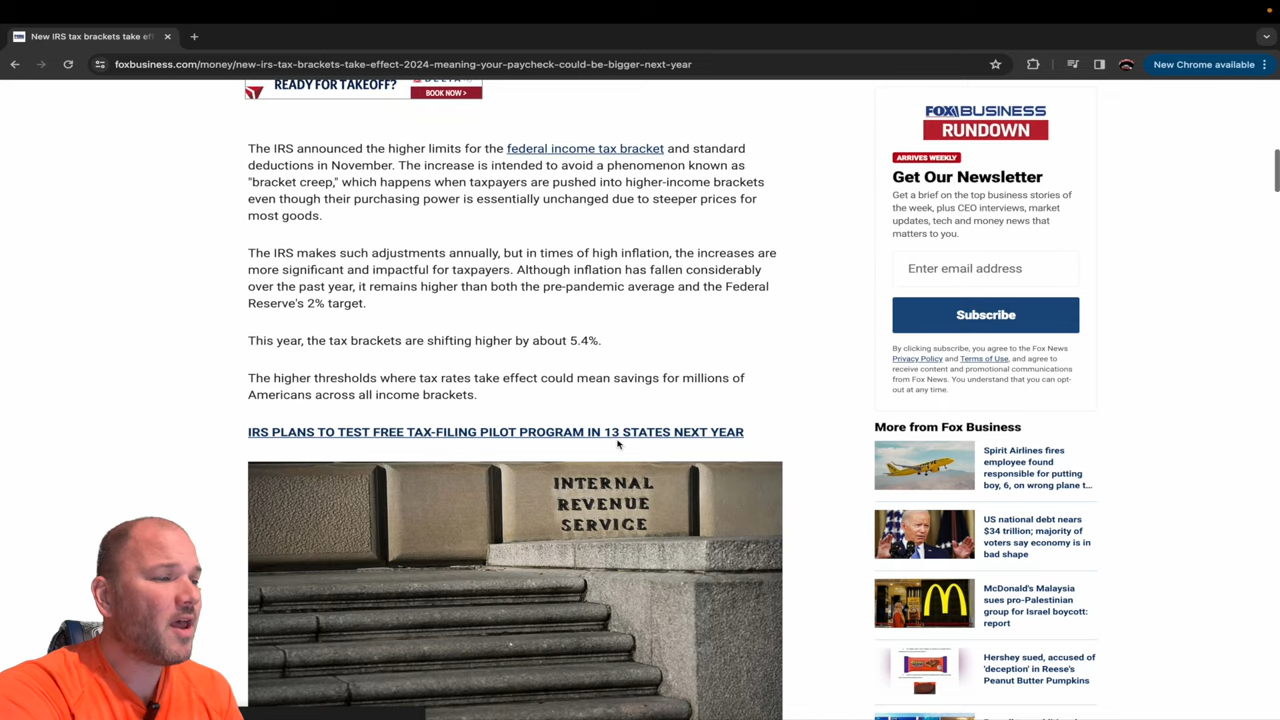 New IRS tax brackets take eff
foxbusiness.com/money/new-irs-tax-brackets-take-effect-2024-meaning-your-paycheck-could-be-bigger-next-year
New Chrome available
READY FOR TAKEOFF?
BOOK NOW >
The IRS announced the higher limits for the federal income tax bracket and standard
deductions in November. The increase is intended to avoid a phenomenon known as
"bracket creep," which happens when taxpayers are pushed into higher-income brackets
even though their purchasing power is essentially unchanged due to steeper prices for
most goods.
The IRS makes such adjustments annually, but in times of high inflation, the increases are
more significant and impactful for taxpayers. Although inflation has fallen considerably
over the past year, it remains higher than both the pre-pandemic average and the Federal
Reserve's 2% target.
This year, the tax brackets are shifting higher by about 5.4%.
The higher thresholds where tax rates take effect could mean savings for millions of
Americans across all income brackets.
IRS PLANS TO TEST FREE TAX-FILING PILOT PROGRAM IN 13 STATES NEXT YEAR
INTERNAL
REVENUE
SERVICE
FOX BUSINESS
RUNDOWN
ARRIVES WEEKLY
Get Our Newsletter
Get a brief on the top business stories of
the week, plus CEO interviews, market
updates, tech and money news that
matters to you.
Enter email address
Subscribe
By clicking subscribe, you agree to the Fox News
Privacy Policy and Terms of Use, and agree to
receive content and promotional communications
from Fox News. You understand that you can opt-
out at any time.
More from Fox Business
Spirit Airlines fires
employee found
responsible for putting
boy, 6, on wrong plane t...
US national debt nears
$34 trillion; majority of
voters say economy is in
bad shape
McDonald's Malaysia
sues pro-Palestinian
group for Israel boycott:
report
Hershey sued, accused of
'deception' in Reese's
Peanut Butter Pumpkins